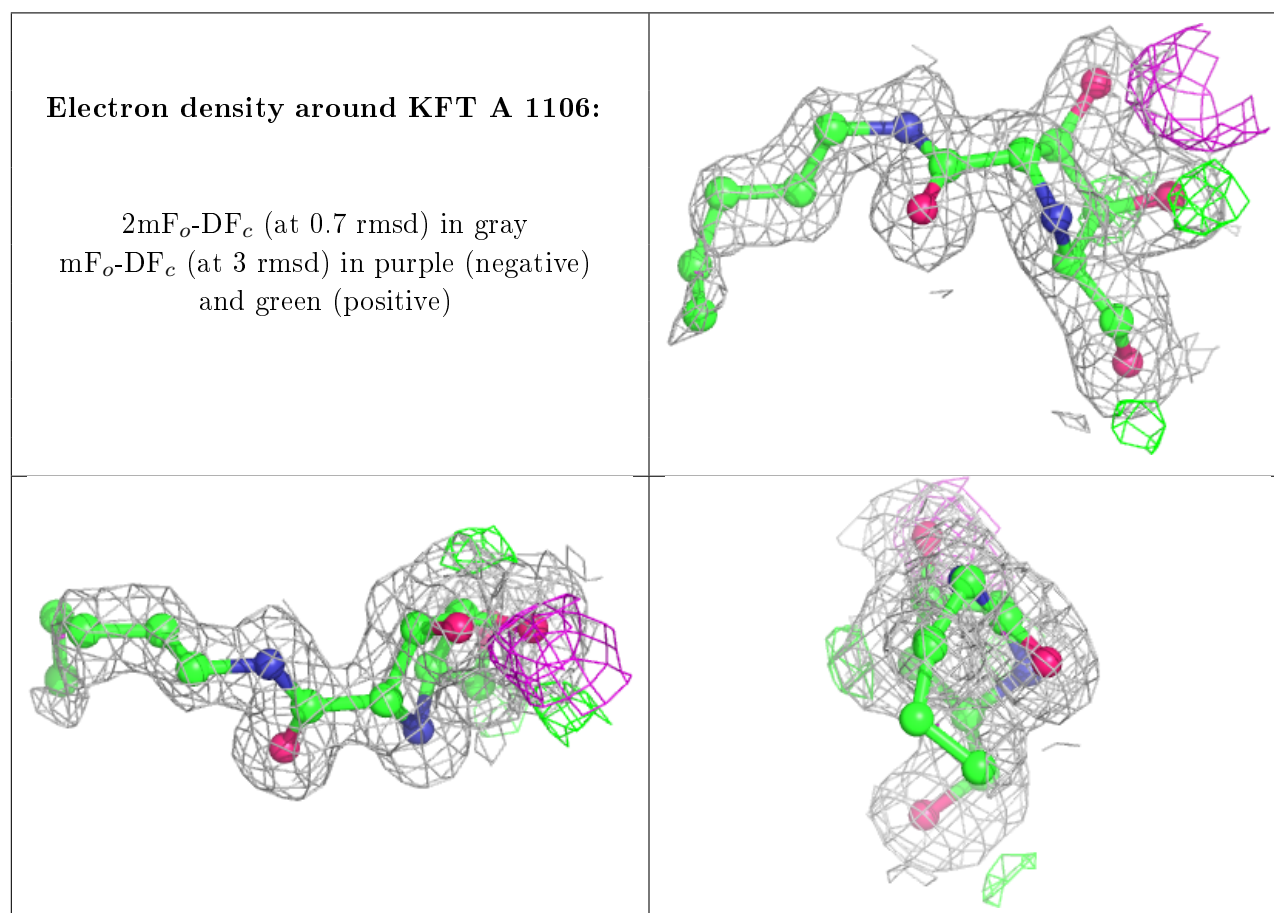 Electron density around KFT A 1106:
2mFo-DFc (at 0.7 rmsd) in gray
mFo-DFc (at 3 rmsd) in purple (negative)
and green (positive)